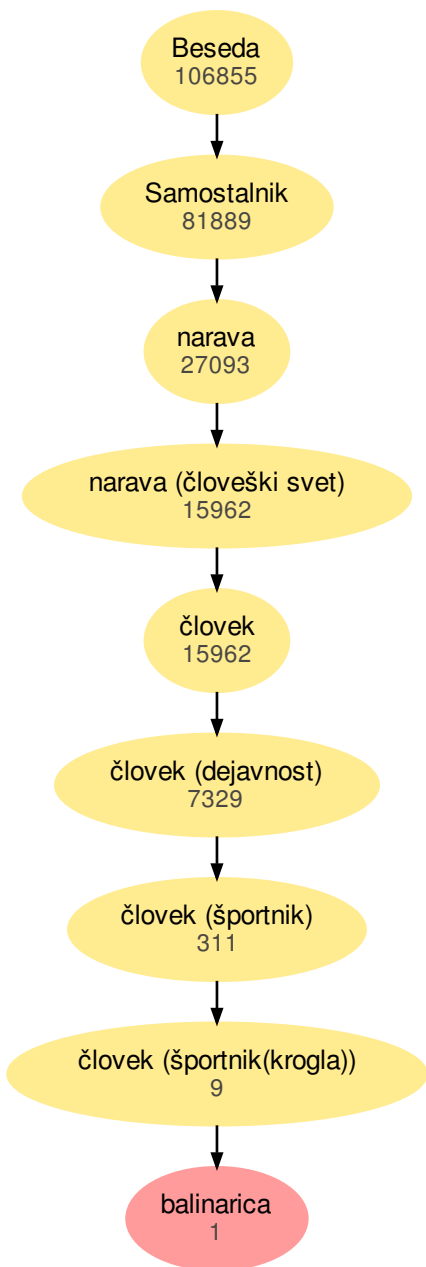 Beseda
106855
Samostalnik
81889
narava
27093
narava (človeški svet)
15962
človek
15962
človek (dejavnost)
7329
človek (športnik)
311
človek (športnik(krogla))
9
balinarica
1